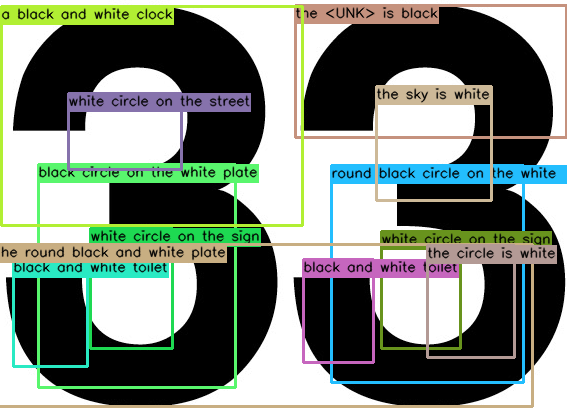 33
a black and white clock
the <UNK> is black
white circle on the street
the sky is white
black circle on the white plate
round black circle on the white
white circle on the sign
white circle on the sign
he round black and white plate
the circle is white
black and white toilet
black and white toilet